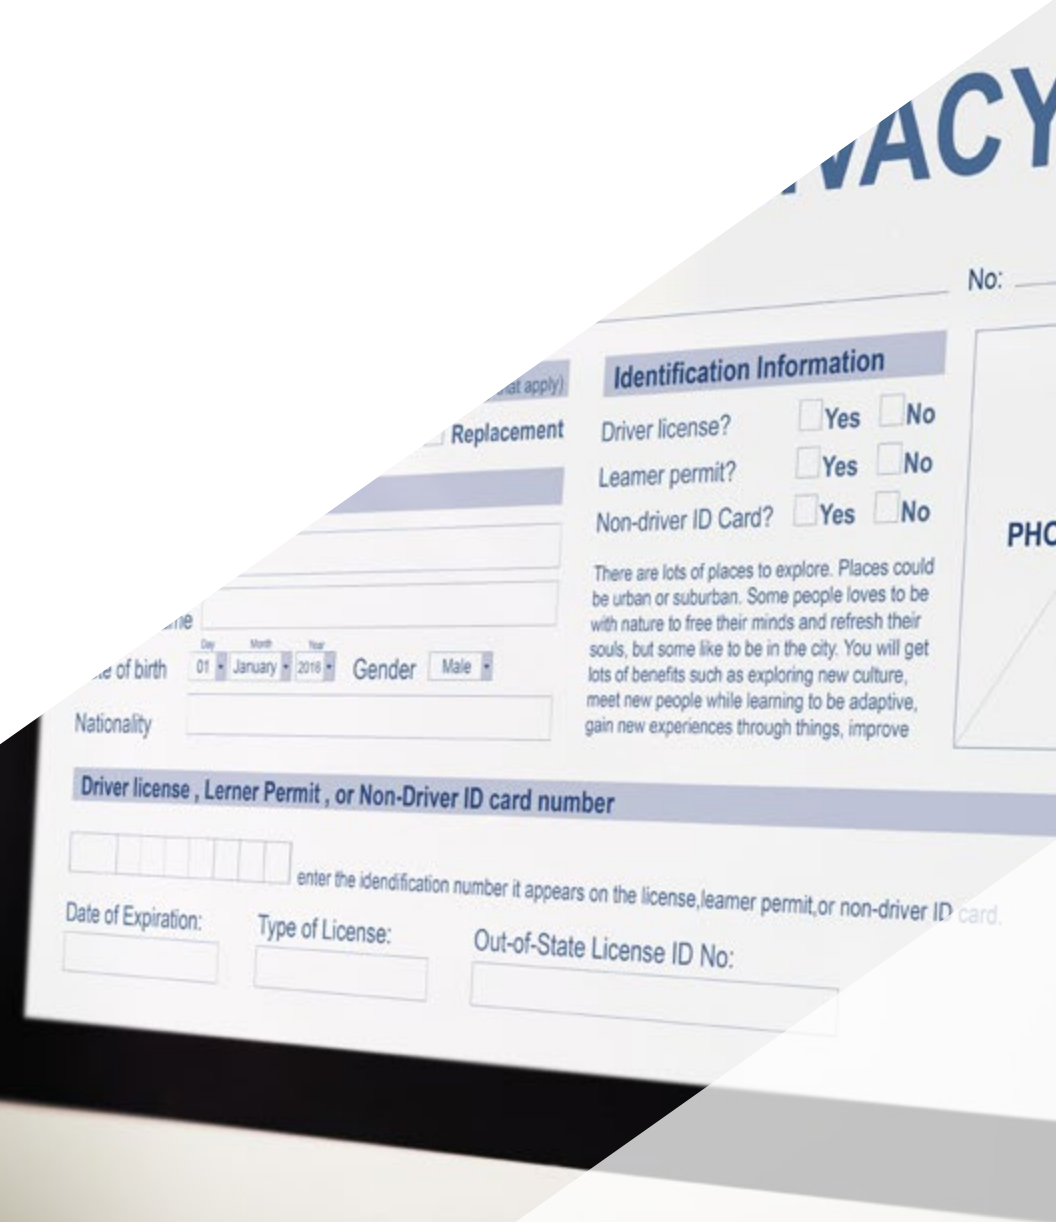 VACY
No:
at apply)
Replacement
Identification Information
Driver license? Yes No
Leamer permit? Yes No
Non-driver ID Card? Yes No
PHO
There are lots of places to explore. Places could
be urban or suburban. Some people loves to be
with nature to free their minds and refresh their
souls, but some like to be in the city. You will get
lots of benefits such as exploring new culture,
meet new people while learning to be adaptive,
gain new experiences through things, improve
Day Month Year
of birth 01 January 2016 Gender Male
Nationality
Driver license , Lerner Permit , or Non-Driver ID card number
enter the idendification number it appears on the license,leamer permit,or non-driver ID card.
Date of Expiration: Type of License: Out-of-State License ID No: